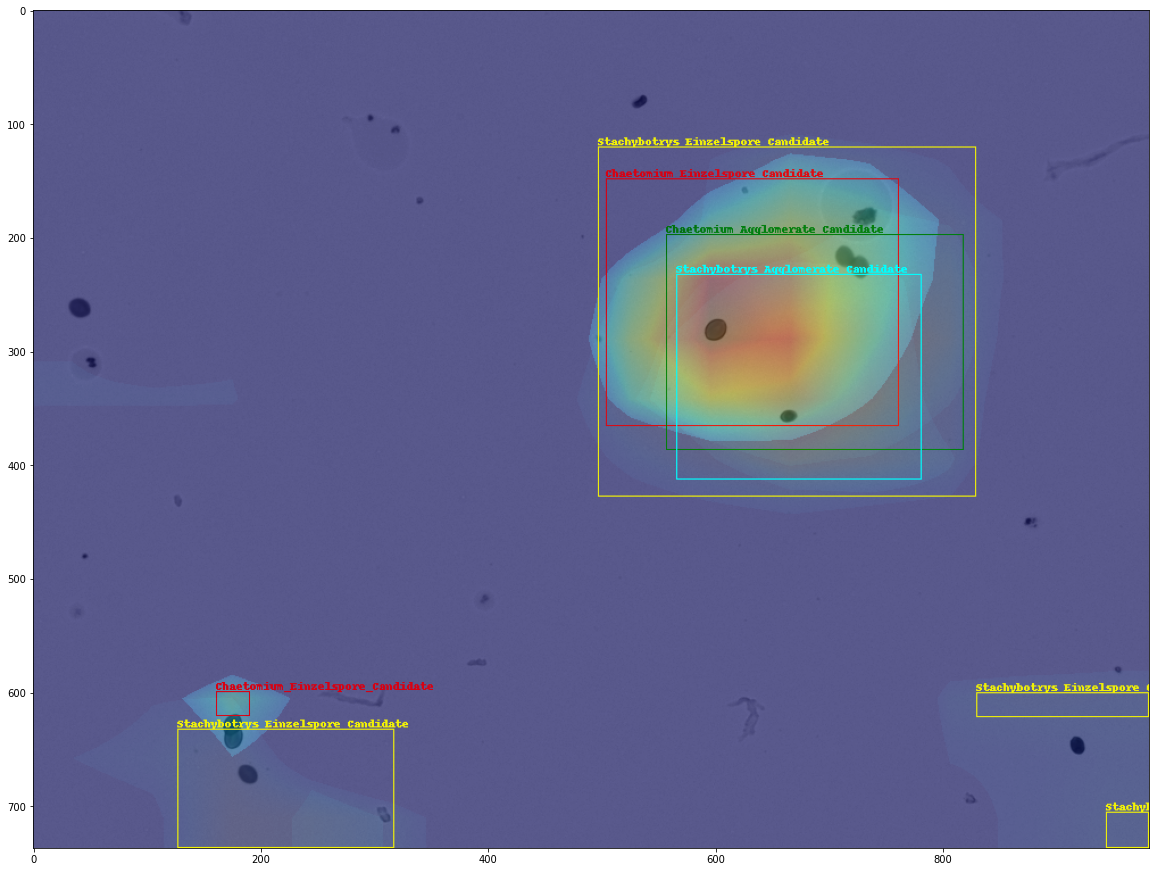 0
100
Stachybotrys Einzelspore Candidate
Chaetomium Einzelspore Candidate
200
Chaetomium Agglomerate Candidate
Stachybotrys Agglomerate Candidate
300
400
500
600
Chaetomium_Einzelspore_Candidate
Stachybotrys Einzelspore
Stachybotrys Einzelspore Candidate
700
0
200
400
600
800